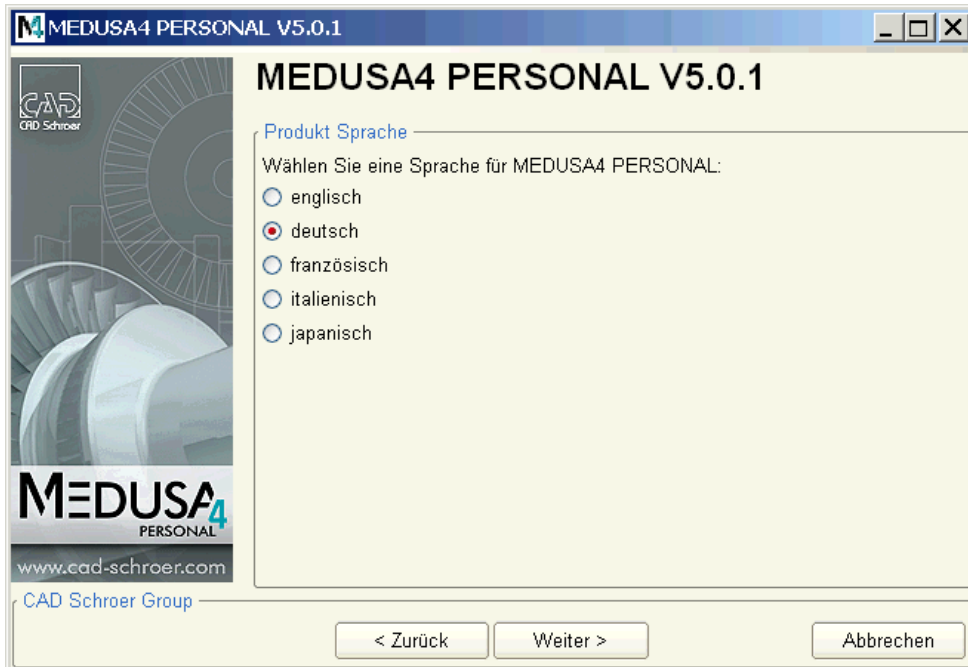 MEDUSA4 PERSONAL V5.0.1
CAD
CAD Schroer
MEDUSA4 PERSONAL V5.0.1
Produkt Sprache
Wählen Sie eine Sprache für MEDUSA4 PERSONAL:
englisch
deutsch
französisch
italienisch
japanisch
MEDUSA4
PERSONAL
www.cad-schroer.com
CAD Schroer Group
< Zurück
Weiter >
Abbrechen